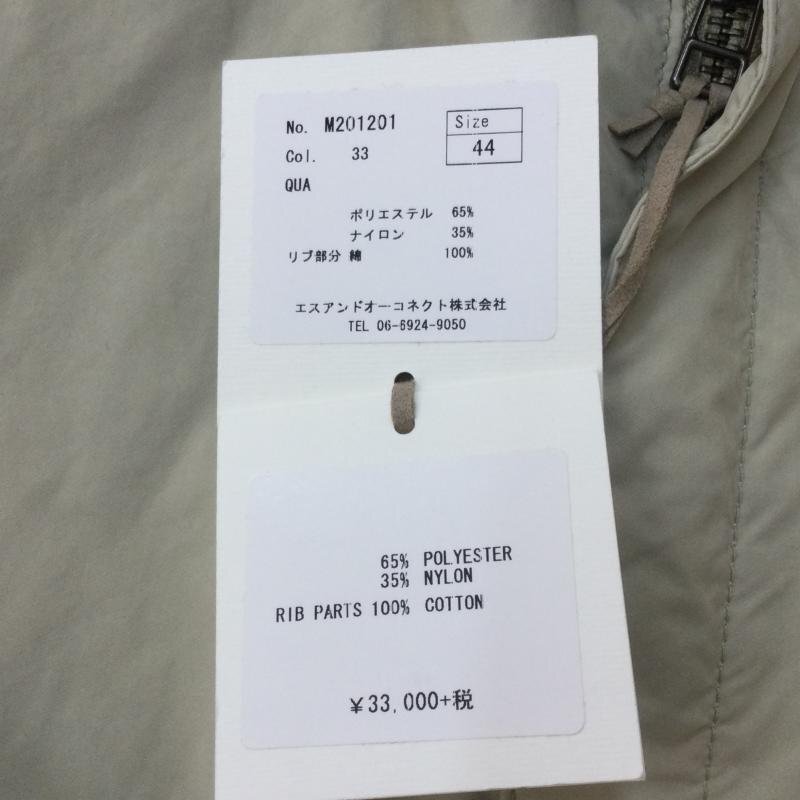 No. M201201
Size
44
Col. 33
QUA
ポリエステル 65%
ナイロン 35%
リブ部分 綿 100%
エスアンドオー・コネクト株式会社
TEL 06-6924-9050
65% POLYESTER
35% NYLON
RIB PARTS 100% COTTON
¥33,000+税